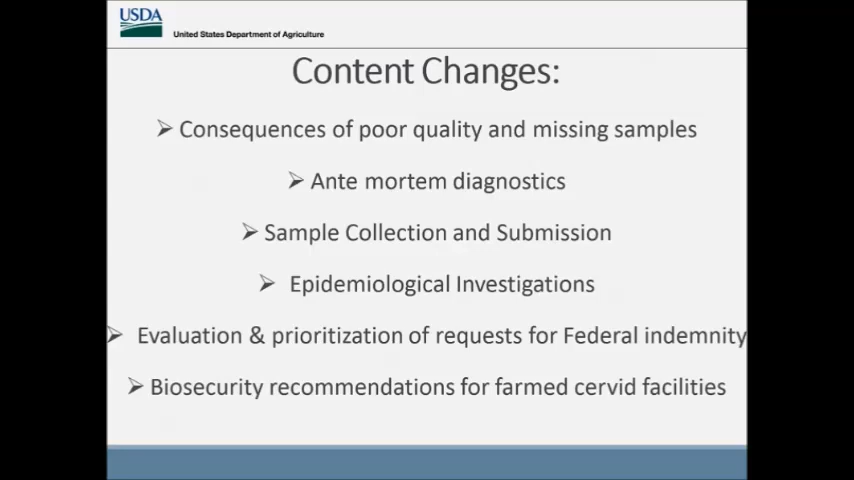 USDA
United States Department of Agriculture
Content Changes:
➢ Consequences of poor quality and missing samples
➢ Ante mortem diagnostics
➢ Sample Collection and Submission
➢ Epidemiological Investigations
➢ Evaluation & prioritization of requests for Federal indemnity
➢ Biosecurity recommendations for farmed cervid facilities